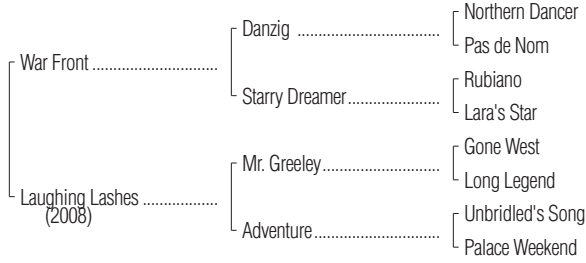 Northern Dancer
Danzig ..................................
Pas de Nom
War Front ..............................
Rubiano
Starry Dreamer......................
Lara's Star
Gone West
Mr. Greeley............................
Long Legend
Laughing Lashes ..................
(2008)
Unbridled's Song
Adventure..............................
Palace Weekend